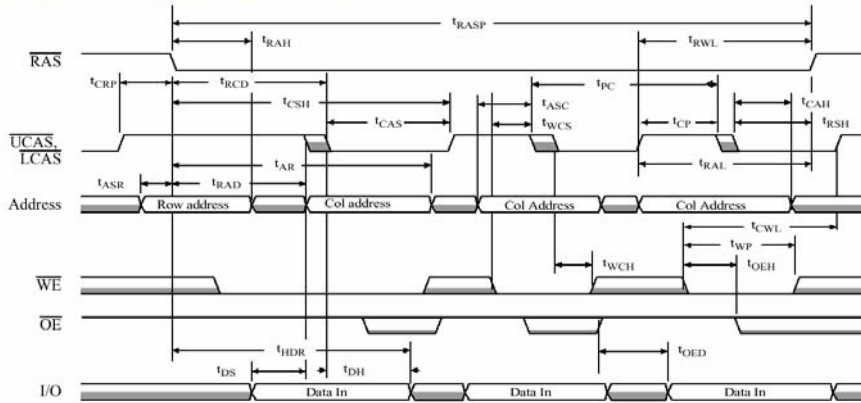 tRASP
tRAH tRWL
RAS
tCRP tRCD tPC
tCSH tASC tCAH
tCAS tWCS tCP tRSH
UCAS,
LCAS
tAR tRAL
tASR tRAD
Address Row address Col address Col Address Col Address
tCWL
tWP
tWCH tOEH
WE
OE
tHDR tOED
tDS tDH
I/O Data In Data In Data In